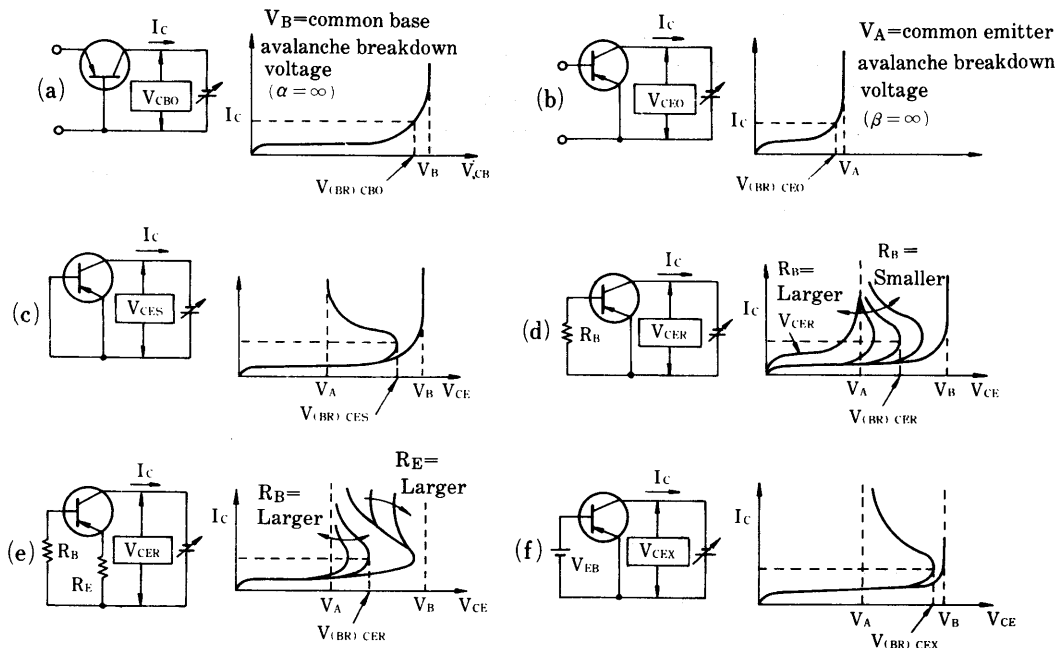 (a)
Ic
VCBO
VB=common base
avalanche breakdown
voltage
(α=∞)
Ic
V(BR) CBO
VB
VCB
(b)
Ic
VCEO
VA=common emitter
avalanche breakdown
voltage
(β=∞)
Ic
V(BR) CEO
VA
(c)
Ic
VCES
VA
VB
VCE
V(BR) CES
(d)
Ic
RB
VCER
RB=
Larger
VCER
RB=
Smaller
Ic
VA
VB
VCE
V(BR) CER
(e)
Ic
RB
RE
VCER
RB=
Larger
RE=
Larger
Ic
VA
VB
VCE
V(BR) CER
(f)
Ic
VEB
VCEX
Ic
VA
VB
VCE
V(BR) CEX